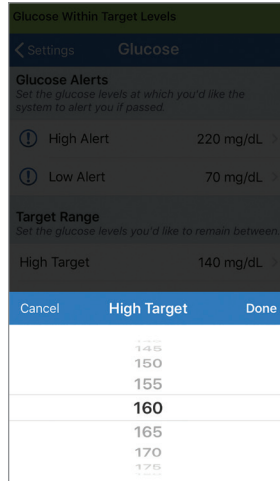 Glucose Within Target Levels
Settings Glucose
Glucose Alerts
Set the glucose levels at which you'd like the
system to alert you if passed.
High Alert 220 mg/dL
Low Alert 70 mg/dL
Target Range
Set the glucose levels you'd like to remain between.
High Target 140 mg/dL
Cancel High Target Done
145
150
155
160
165
170
175